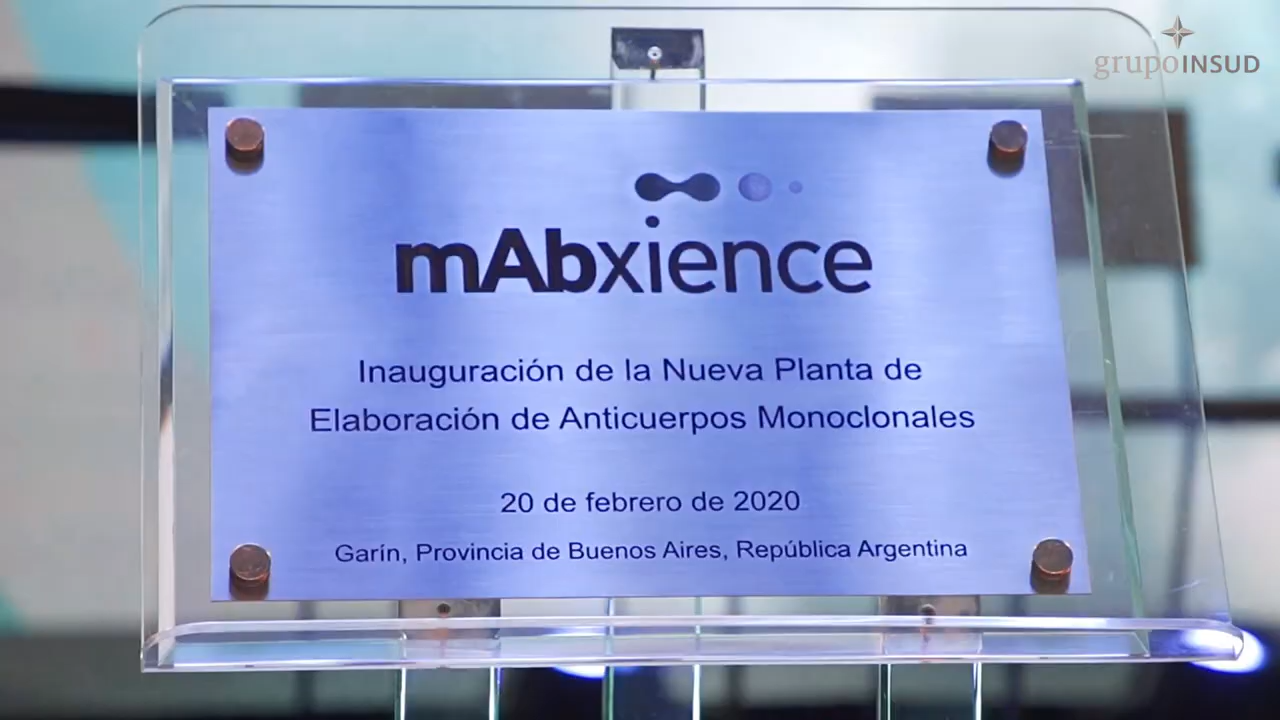 grupoINSUD
mAbxience
Inauguración de la Nueva Planta de
Elaboración de Anticuerpos Monoclonales
20 de febrero de 2020
Garín, Provincia de Buenos Aires, República Argentina